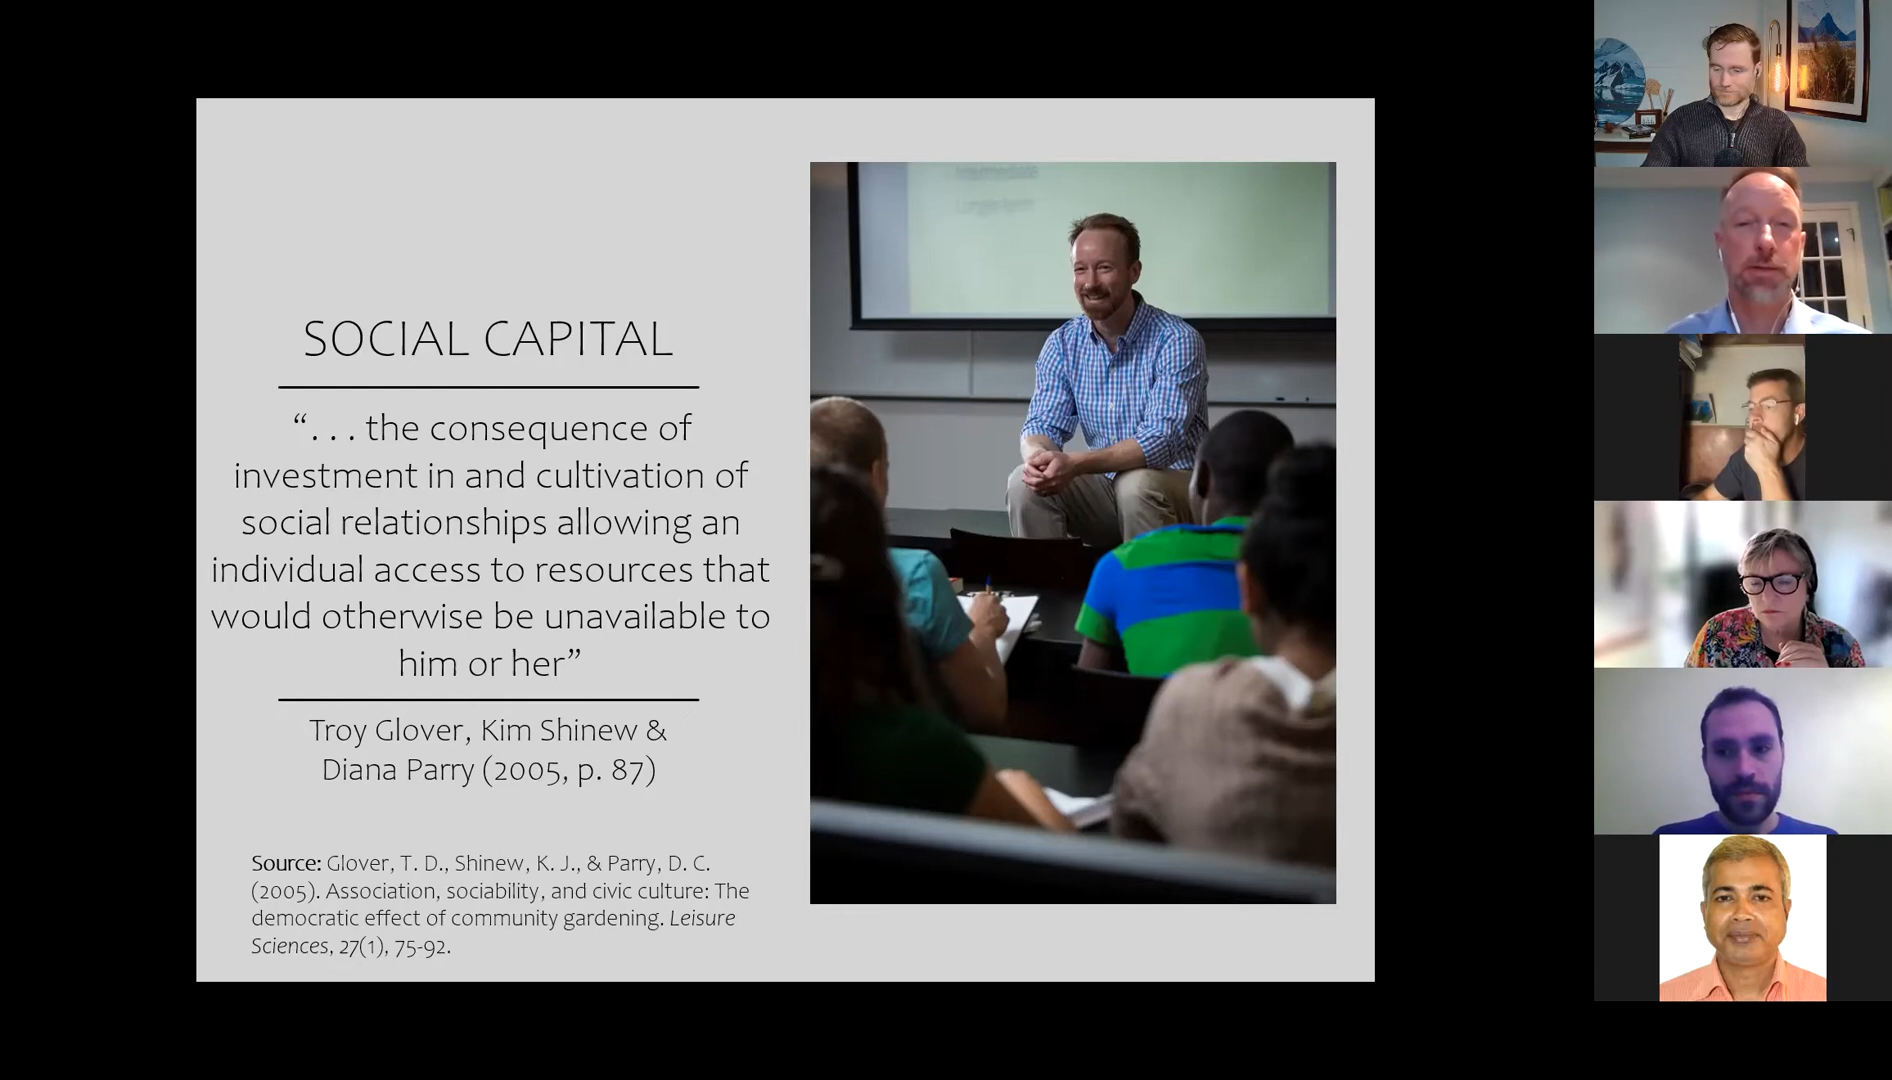 SOCIAL CAPITAL
“. . . the consequence of
investment in and cultivation of
social relationships allowing an
individual access to resources that
would otherwise be unavailable to
him or her”
Troy Glover, Kim Shinew &
Diana Parry (2005, p. 87)
Source: Glover, T. D., Shinew, K. J., & Parry, D. C.
(2005). Association, sociability, and civic culture: The
democratic effect of community gardening. Leisure
Sciences, 27(1), 75-92.